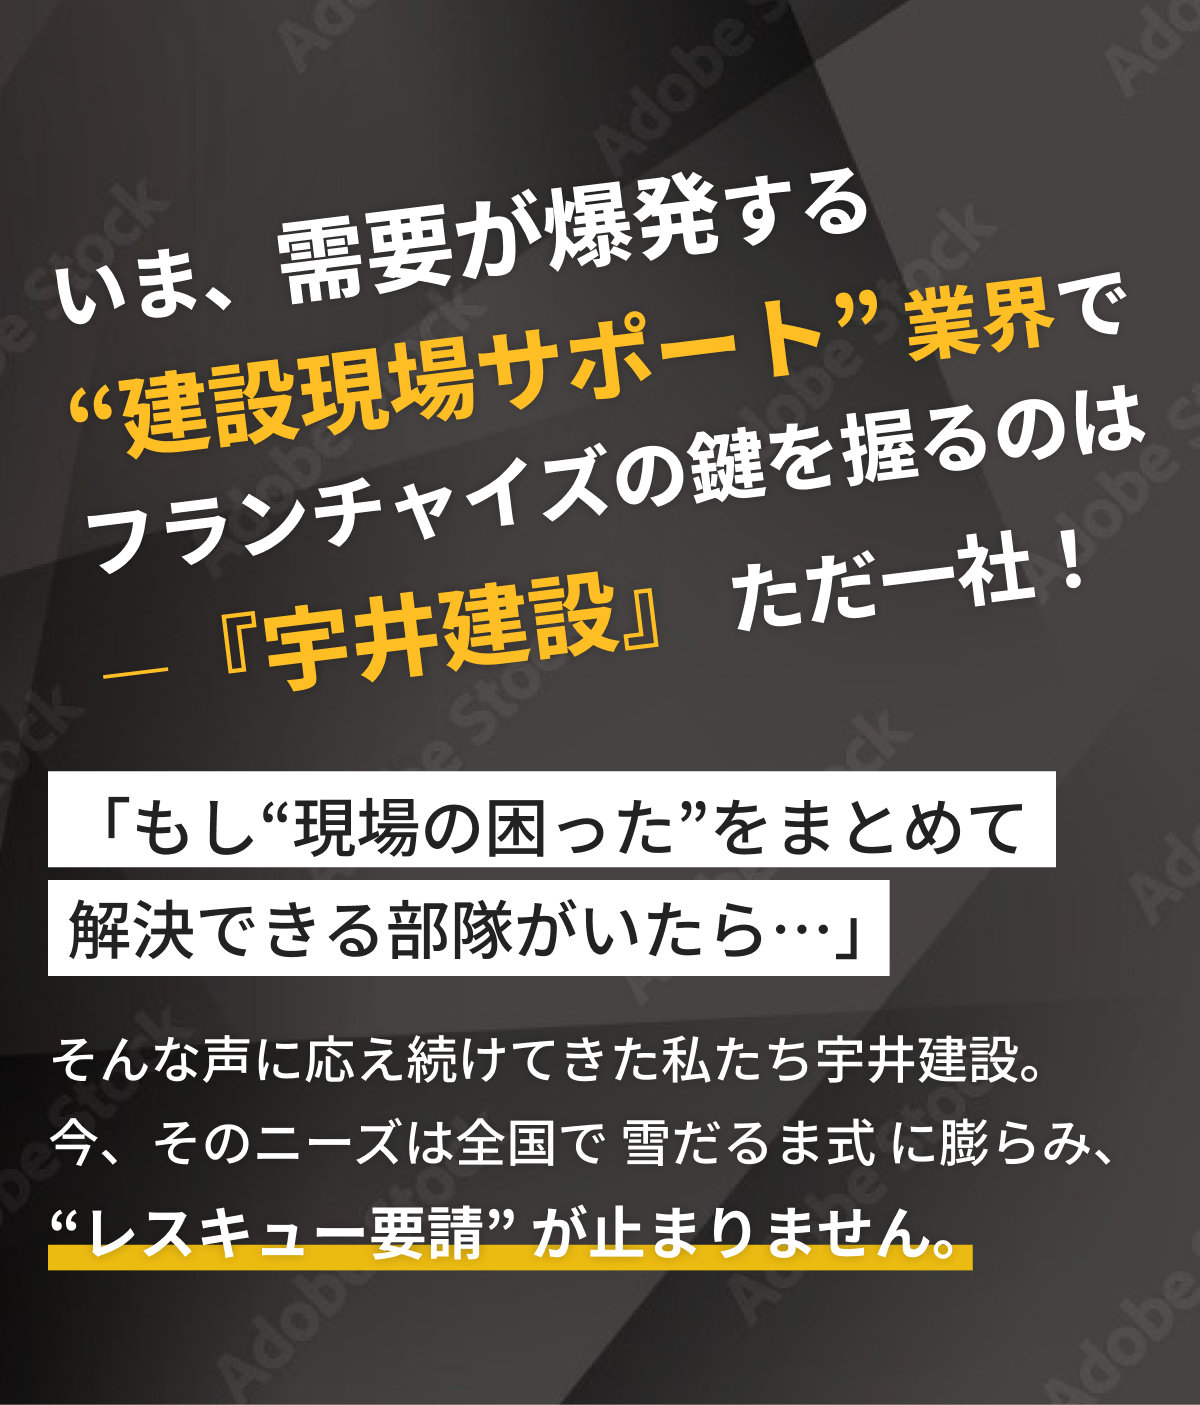 いま、需要が爆発する
“建設現場サポート” 業界で
フランチャイズの鍵を握るのは
―『宇井建設』 ただ一社！
「もし“現場の困った”をまとめて
解決できる部隊がいたら…」
そんな声に応え続けてきた私たち宇井建設。
今、そのニーズは全国で 雪だるま式 に膨らみ、
“レスキュー要請” が止まりません。
Adobe Stock